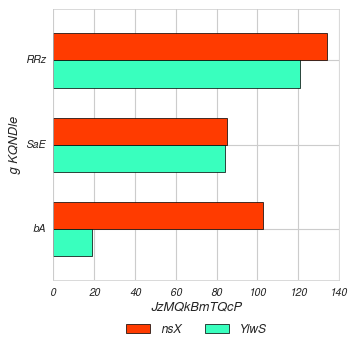 RRz
SaE
bA
g KQNDle
0 20 40 60 80 100 120 140
JzMQkBmTQcP
nsX YlwS